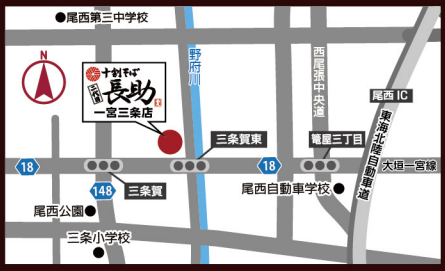 尾西第三中学校
N
十割そば
二代目
長助
一宮三条店
野府川
西尾張中央道
尾西IC
東海北陸自動車道
三条賀東
篭屋三丁目
18
18
大垣一宮線
三条賀
148
尾西自動車学校
尾西公園
三条小学校